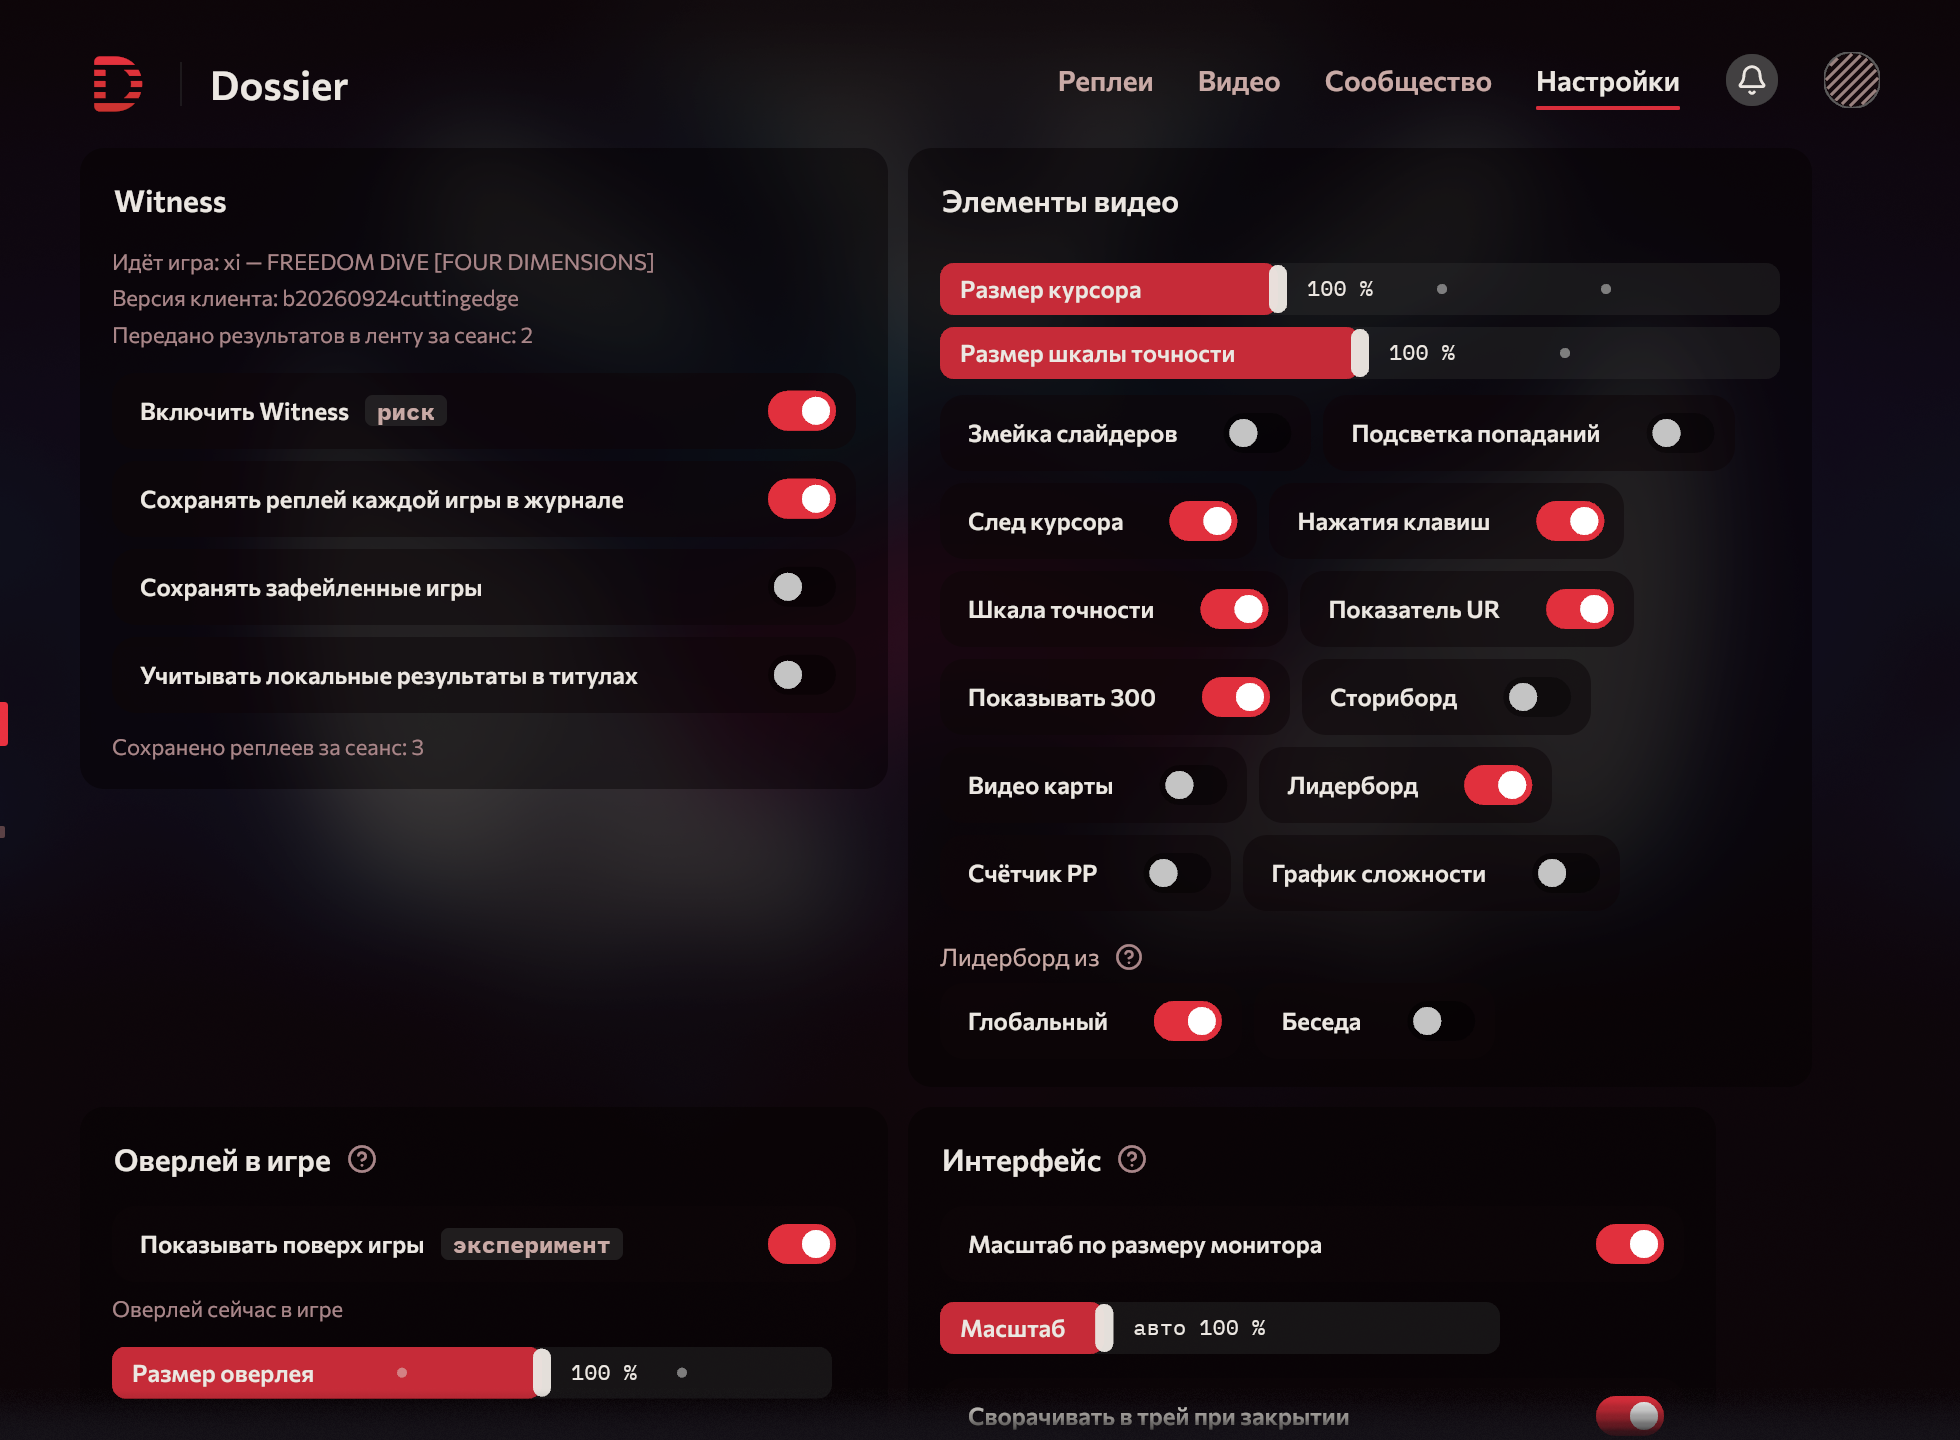 Dossier
Реплеи
Видео
Сообщество
Настройки
Witness
Идёт игра: xi — FREEDOM DiVE [FOUR DIMENSIONS]
Версия клиента: b20260924cuttingedge
Передано результатов в ленту за сеанс: 2
Включить Witness риск
Сохранять реплей каждой игры в журнале
Сохранять зафейленные игры
Учитывать локальные результаты в титулах
Сохранено реплеев за сеанс: 3
Элементы видео
Размер курсора 100 %
Размер шкалы точности 100 %
Змейка слайдеров
Подсветка попаданий
След курсора
Нажатия клавиш
Шкала точности
Показатель UR
Показывать 300
Сториборд
Видео карты
Лидерборд
Счётчик PP
График сложности
Лидерборд из
Глобальный
Беседа
Оверлей в игре
Показывать поверх игры эксперимент
Оверлей сейчас в игре
Размер оверлея 100 %
Интерфейс
Масштаб по размеру монитора
Масштаб авто 100 %
Сворачивать в трей при закрытии